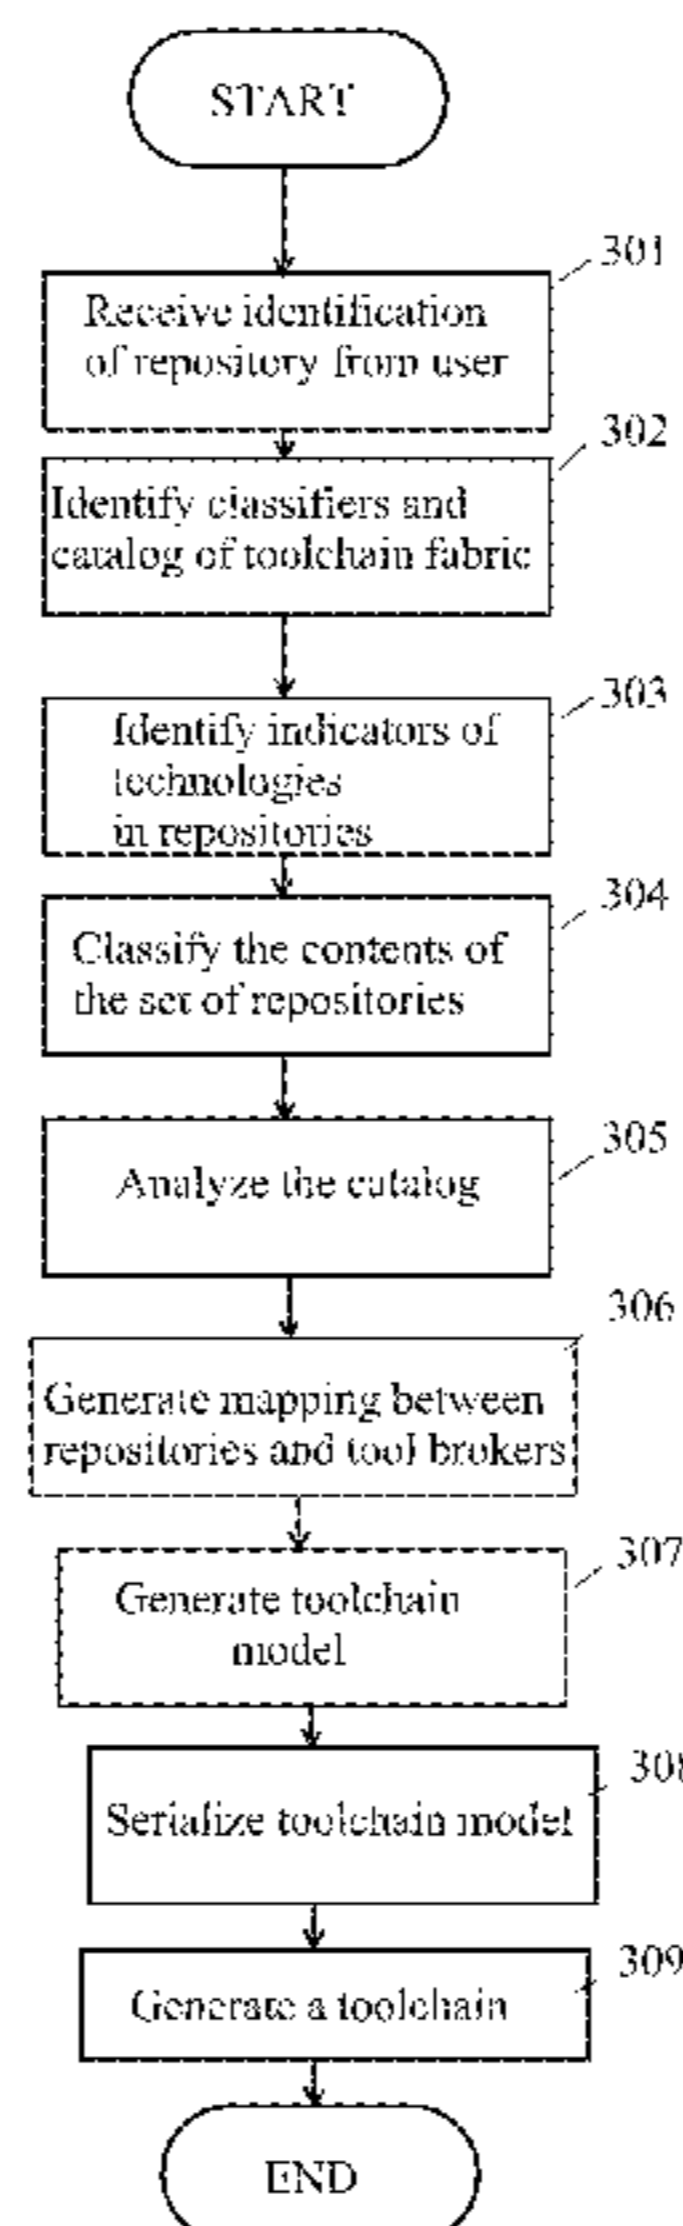 START
301
Receive identification
of repository from user
302
Identify classifiers and
catalog of toolchain fabric
303
Identify indicators of
technologies
in repositories
304
Classify the contents of
the set of repositories
305
Analyze the catalog
306
Generate mapping between
repositories and tool brokers
307
Generate toolchain
model
308
Serialize toolchain model
309
Generate a toolchain
END